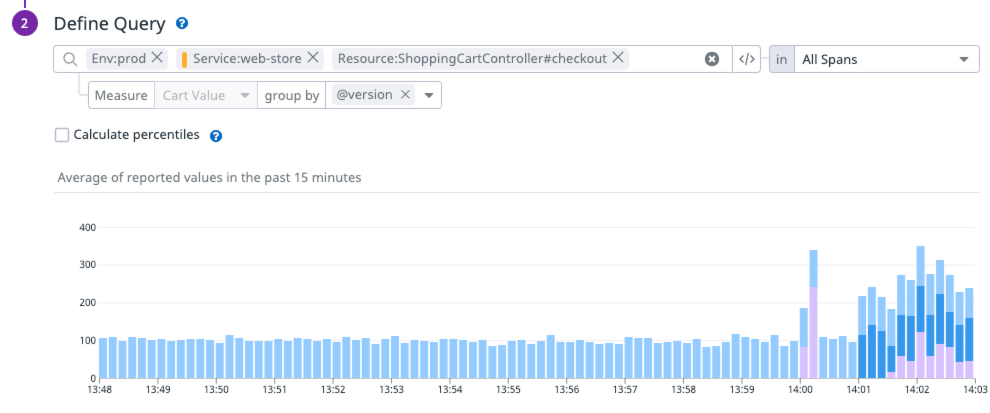 2 Define Query ?
Env:prod Service:web-store Resource:ShoppingCartController#checkout </> in All Spans
Measure Cart Value group by @version
Calculate percentiles ?
Average of reported values in the past 15 minutes
400
300
200
100
0
13:48 13:49 13:50 13:51 13:52 13:53 13:54 13:55 13:56 13:57 13:58 13:59 14:00 14:01 14:02 14:03